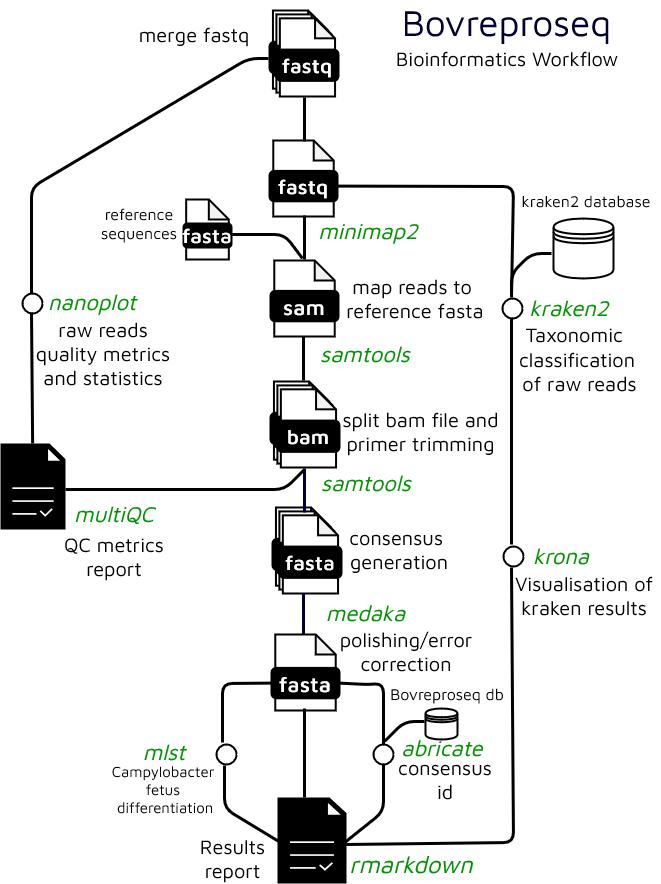 Bovreproseq
Bioinformatics Workflow
merge fastq
fastq
fastq
kraken2 database
reference
sequences
fasta
minimap2
sam
map reads to
reference fasta
nanoplot
raw reads
quality metrics
and statistics
kraken2
Taxonomic
classification
of raw reads
samtools
bam
split bam file and
primer trimming
samtools
multiQC
QC metrics
report
fasta
consensus
generation
krona
Visualisation of
kraken results
medaka
polishing/error
correction
fasta
Bovreproseq db
mlst
Campylobacter
fetus
differentiation
abricate
consensus
id
Results
report
rmarkdown